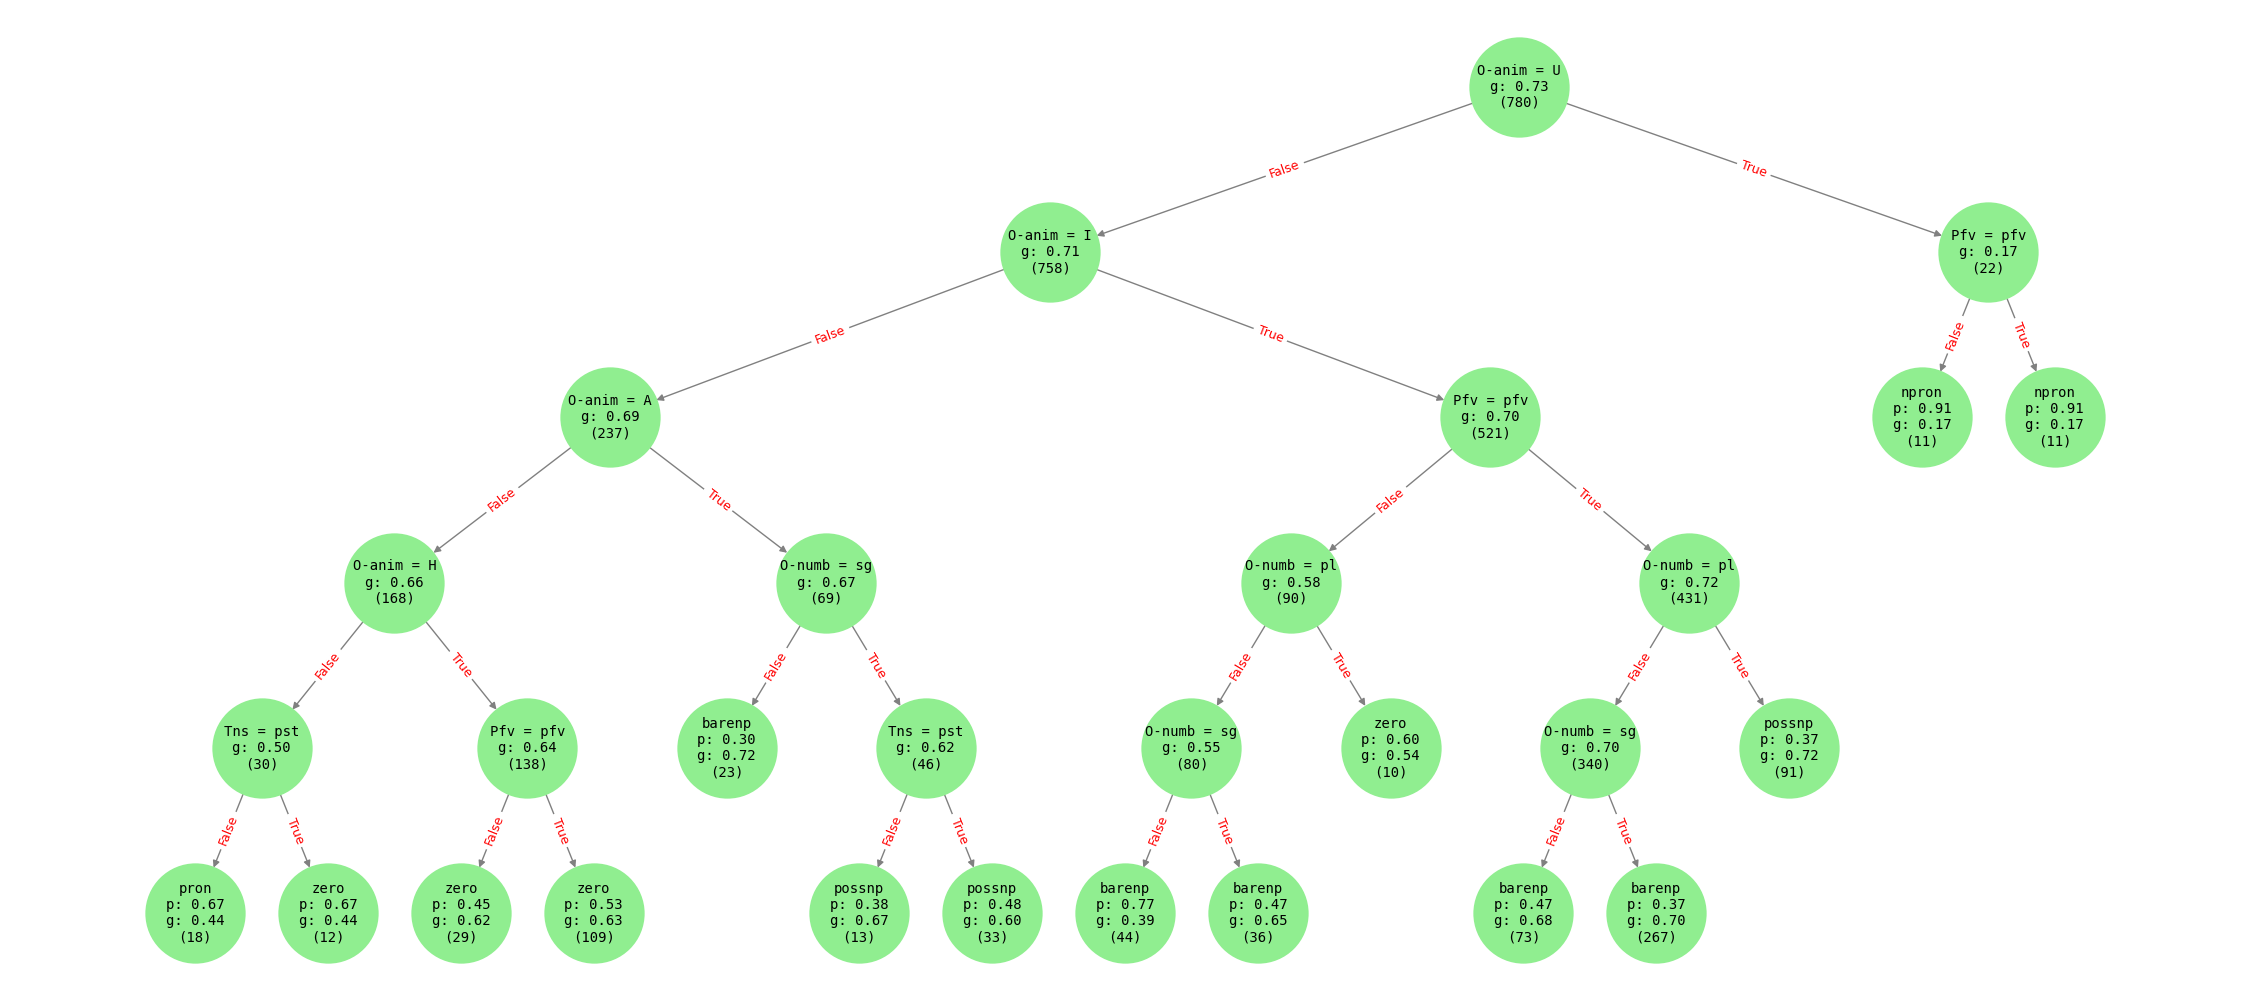 O-anim = U
g: 0.73
(780)
False
True
O-anim = I
g: 0.71
(758)
Pfv = pfv
g: 0.17
(22)
False
True
False
True
O-anim = A
g: 0.69
(237)
Pfv = pfv
g: 0.70
(521)
npron
p: 0.91
g: 0.17
(11)
npron
p: 0.91
g: 0.17
(11)
False
True
False
True
O-anim = H
g: 0.66
(168)
O-numb = sg
g: 0.67
(69)
O-numb = pl
g: 0.58
(90)
O-numb = pl
g: 0.72
(431)
False
True
False
True
False
True
False
True
Tns = pst
g: 0.50
(30)
Pfv = pfv
g: 0.64
(138)
barenp
p: 0.30
g: 0.72
(23)
Tns = pst
g: 0.62
(46)
O-numb = sg
g: 0.55
(80)
zero
p: 0.60
g: 0.54
(10)
O-numb = sg
g: 0.70
(340)
possnp
p: 0.37
g: 0.72
(91)
False
True
False
True
False
True
False
True
False
True
pron
p: 0.67
g: 0.44
(18)
zero
p: 0.67
g: 0.44
(12)
zero
p: 0.45
g: 0.62
(29)
zero
p: 0.53
g: 0.63
(109)
possnp
p: 0.38
g: 0.67
(13)
possnp
p: 0.48
g: 0.60
(33)
barenp
p: 0.77
g: 0.39
(44)
barenp
p: 0.47
g: 0.65
(36)
barenp
p: 0.47
g: 0.68
(73)
barenp
p: 0.37
g: 0.70
(267)